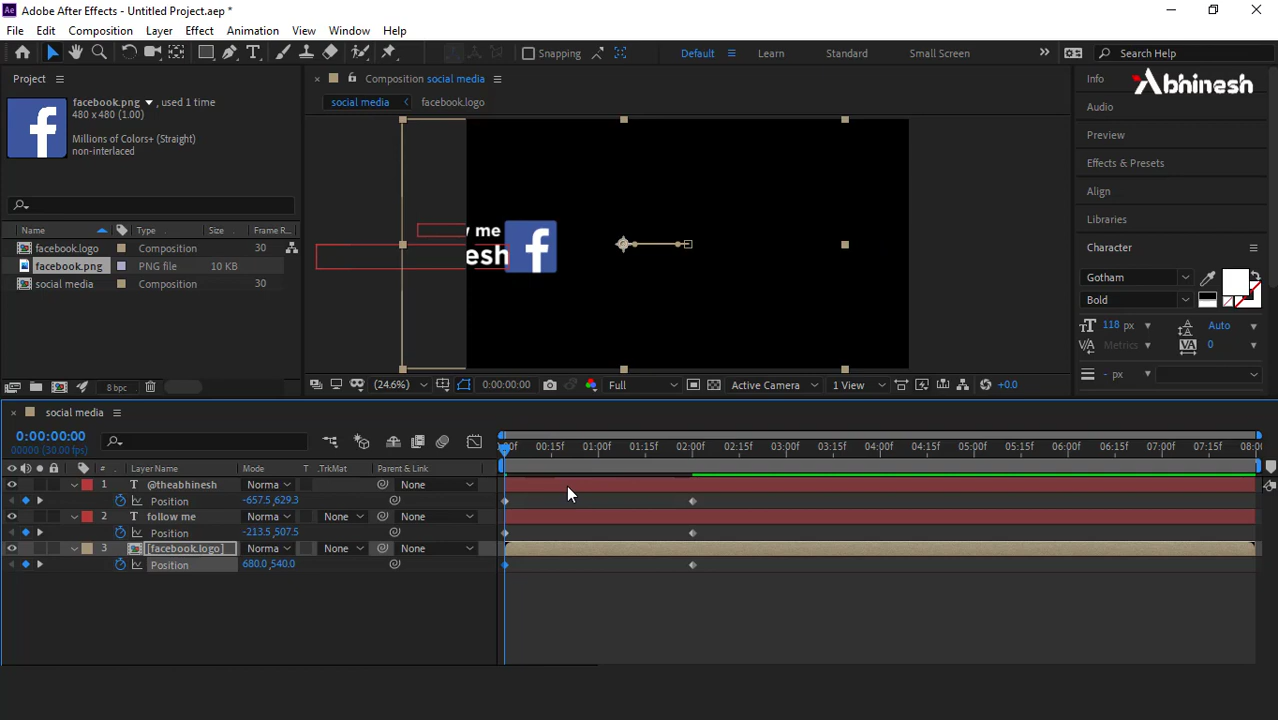 Adobe After Effects - Untitled Project.aep *
File Edit Composition Layer Effect Animation View Window Help
Snapping Default Learn Standard Small Screen Search Help
Project
Composition social media
Info
Abhinesh
facebook.png , used 1 time
480 x 480 (1.00)
social media facebook.logo
Audio
Millions of Colors+ (Straight)
non-interlaced
Preview
Effects & Presets
Align
Name Type Size Frame R...
facebook.logo Composition 30
facebook.png PNG file 10 KB
social media Composition 30
me
esh
Libraries
Character
Gotham
Bold
118 px Auto
Metrics 0
- px
8 bpc
(24.6%) 0:00:00:00 Full Active Camera 1 View +0.0
social media
0:00:00:00
00000 (30.00 fps)
:00f 00:15f 01:00f 01:15f 02:00f 02:15f 03:00f 03:15f 04:00f 04:15f 05:00f 05:15f 06:00f 06:15f 07:00f 07:15f 08:00
# Layer Name Mode T .TrkMat Parent & Link
1 T @theabhinesh Norma None
Position -657.5,629.3
2 T follow me Norma None None
Position -213.5,507.5
3 [facebook.logo] Norma None None
Position 680.0,540.0